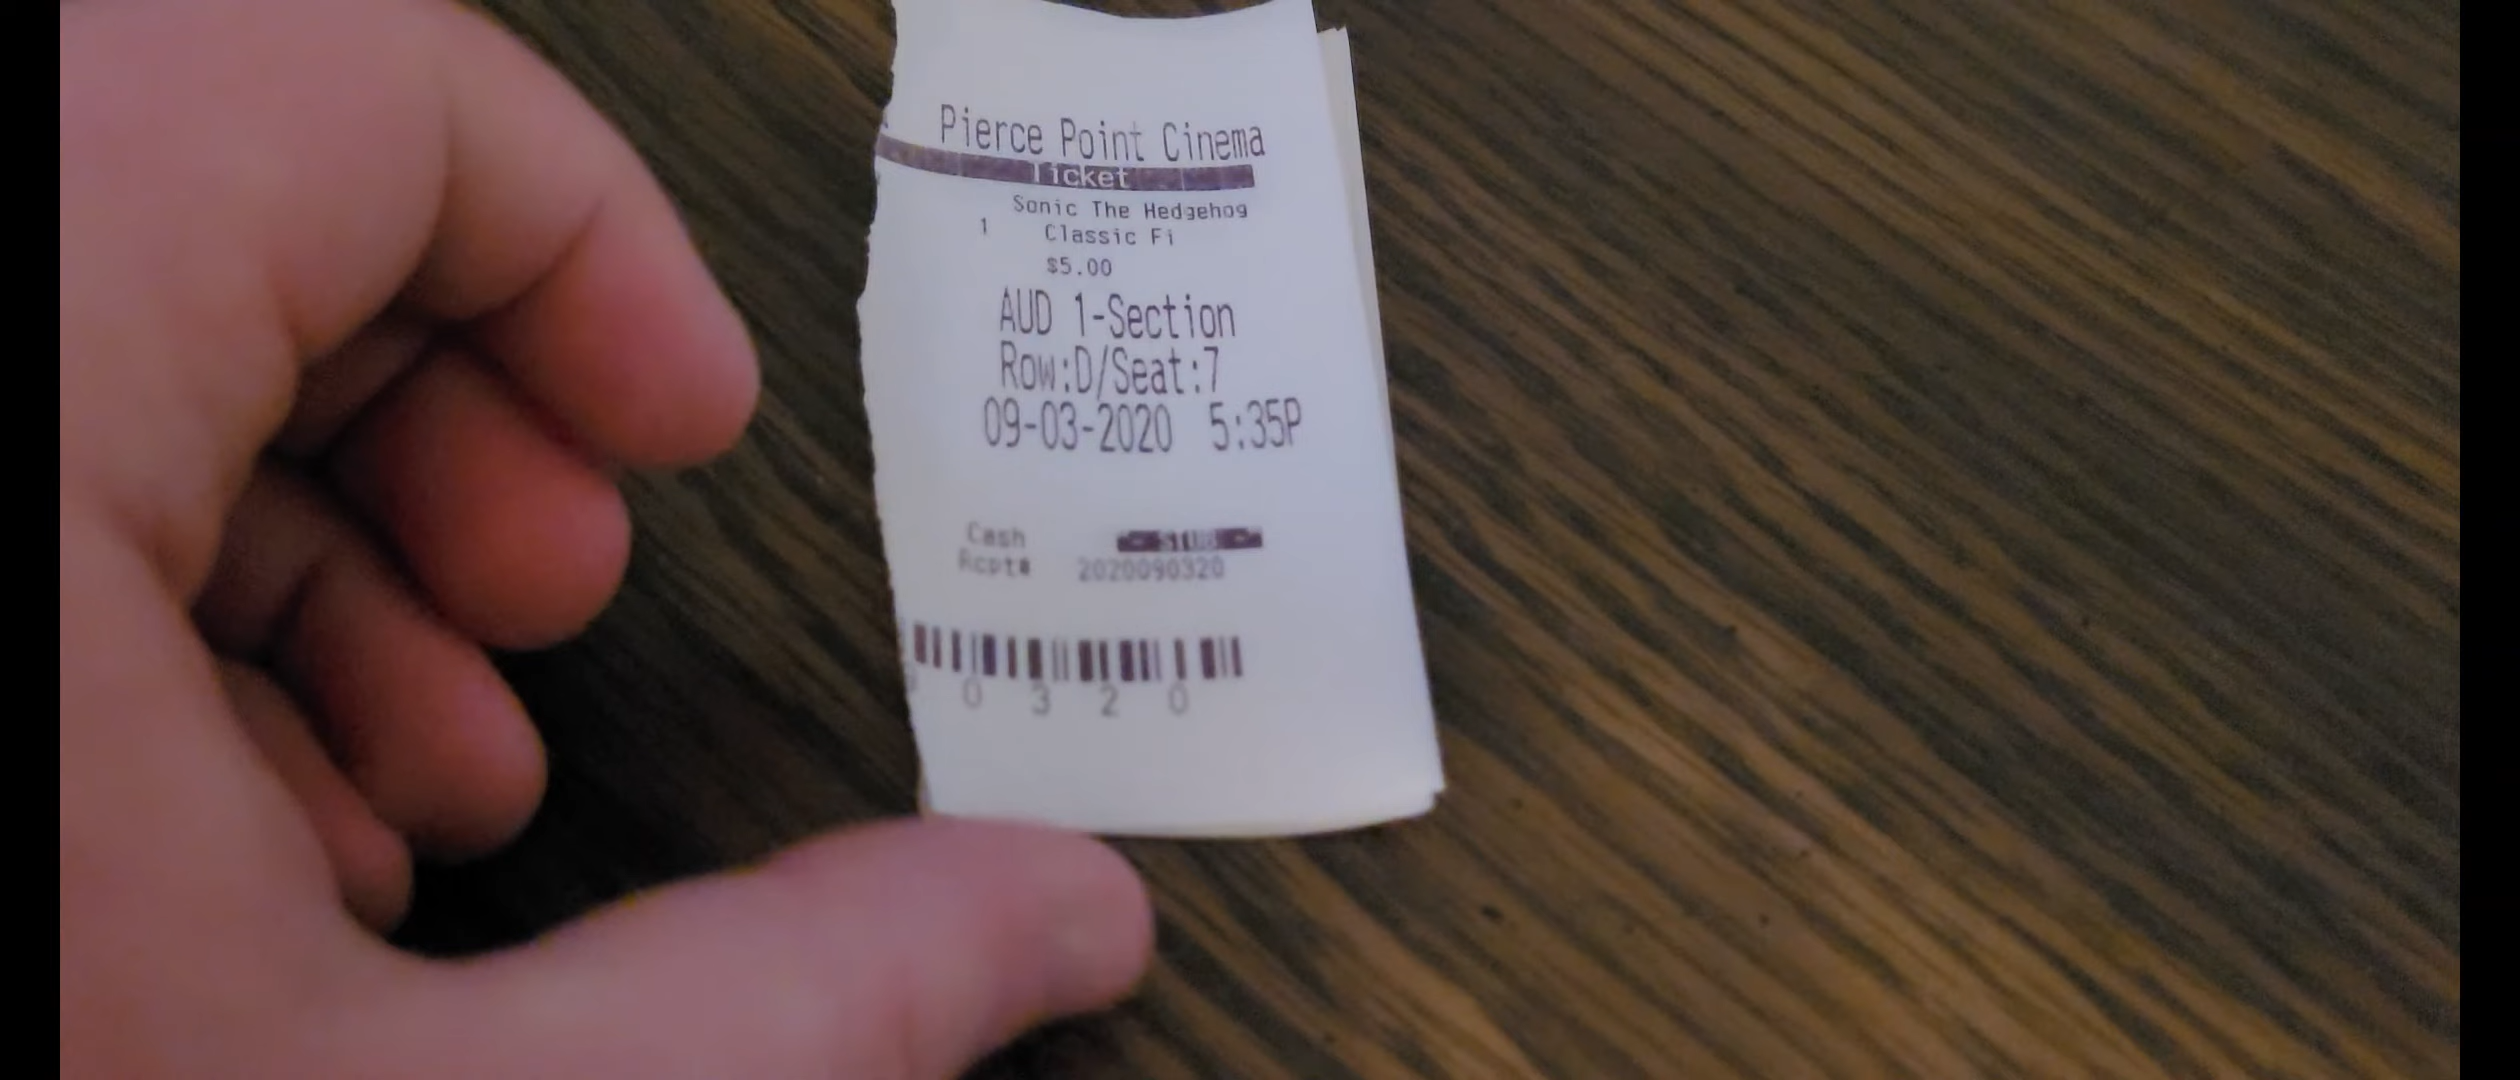 Pierce Point Cinema
Ticket
Sonic The Hedgehog
1 Classic Fi
$5.00
AUD 1-Section
Row:D/Seat:7
09-03-2020 5:35P
Cash
Rcpt# 2020090320
0 3 2 0